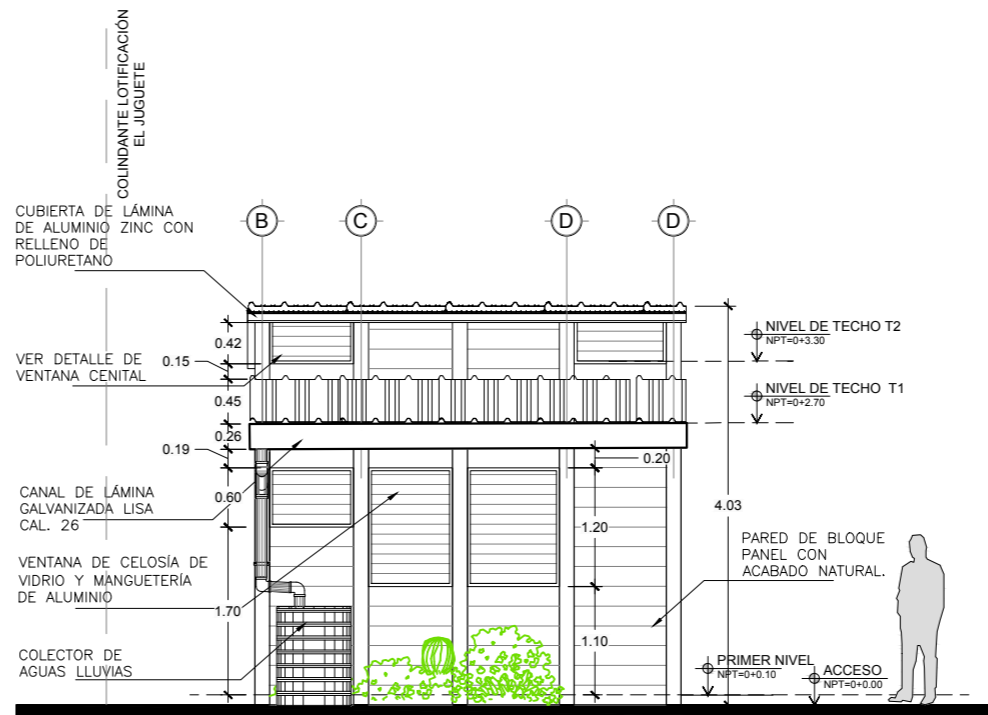 COLINDANTE LOTIFICACIÓN
EL JUGUETE
CUBIERTA DE LÁMINA
DE ALUMINIO ZINC CON
RELLENO DE
POLIURETANO
B
C
D
D
0.42
NIVEL DE TECHO T2
NPT=0+3.30
VER DETALLE DE
VENTANA CENITAL
0.15
0.45
NIVEL DE TECHO T1
NPT=0+2.70
0.26
0.19
0.20
CANAL DE LÁMINA
GALVANIZADA LISA
CAL. 26
0.60
4.03
1.20
VENTANA DE CELOSÍA DE
VIDRIO Y MANGUETERÍA
DE ALUMINIO
PARED DE BLOQUE
PANEL CON
ACABADO NATURAL.
1.70
1.10
COLECTOR DE
AGUAS LLUVIAS
PRIMER NIVEL
NPT=0+0.10
ACCESO
NPT=0+0.00